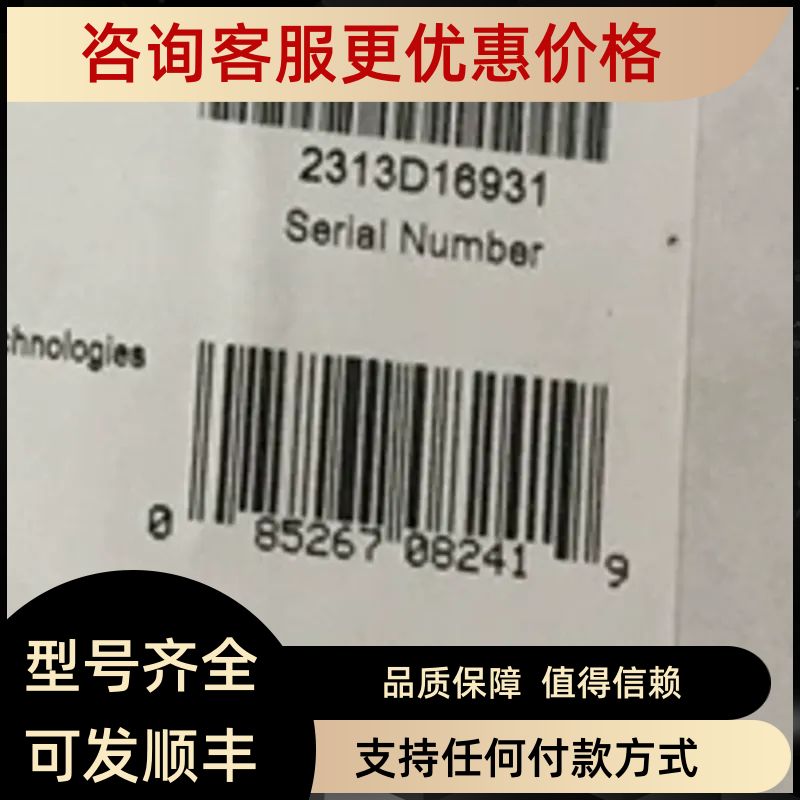 咨询客服更优惠价格
2313D16931
Serial Number
chnologies
0 85267 08241 9
型号齐全
可发顺丰
品质保障 值得信赖
支持任何付款方式